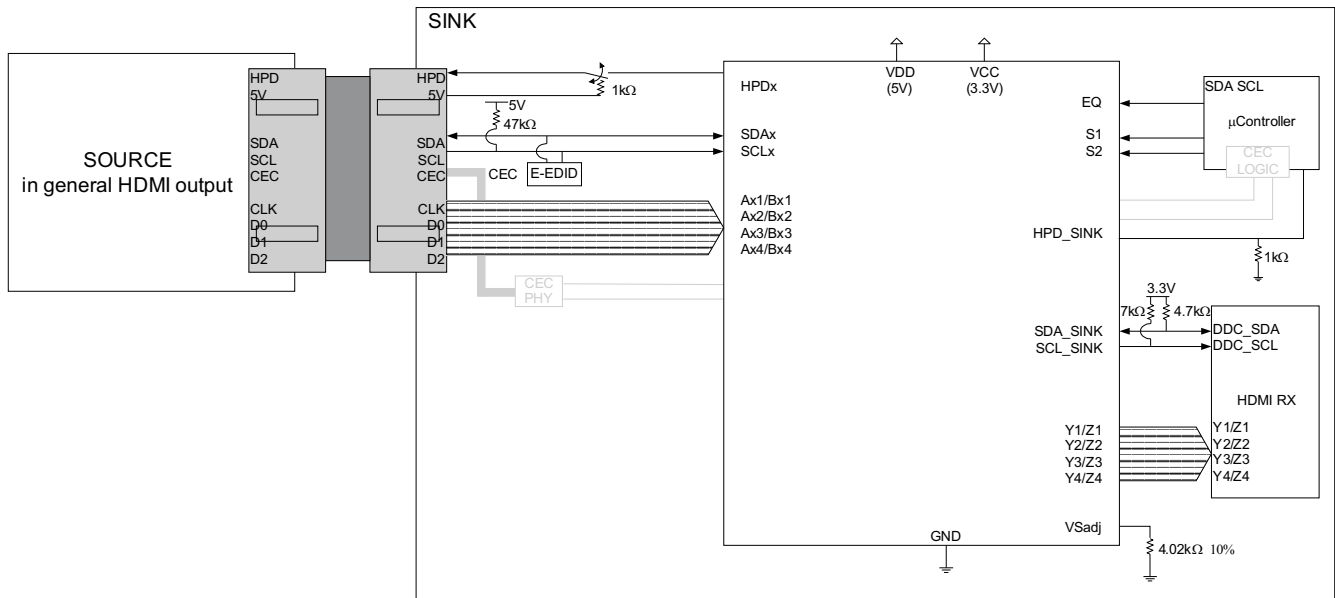 SINK
SOURCE
in general HDMI output
HPD
5V
SDA
SCL
CEC
CLK
D0
D1
D2
HPD
5V
SDA
SCL
CEC
CLK
D0
D1
D2
1kΩ
5V
47kΩ
CEC
E-EDID
CEC
PHY
HPDx
SDAx
SCLx
Ax1/Bx1
Ax2/Bx2
Ax3/Bx3
Ax4/Bx4
VDD
(5V)
VCC
(3.3V)
EQ
S1
S2
HPD_SINK
SDA_SINK
SCL_SINK
Y1/Z1
Y2/Z2
Y3/Z3
Y4/Z4
VSadj
GND
SDA SCL
µController
CEC
LOGIC
1kΩ
3.3V
7kΩ 4.7kΩ
DDC_SDA
DDC_SCL
HDMI RX
Y1/Z1
Y2/Z2
Y3/Z3
Y4/Z4
4.02kΩ 10%